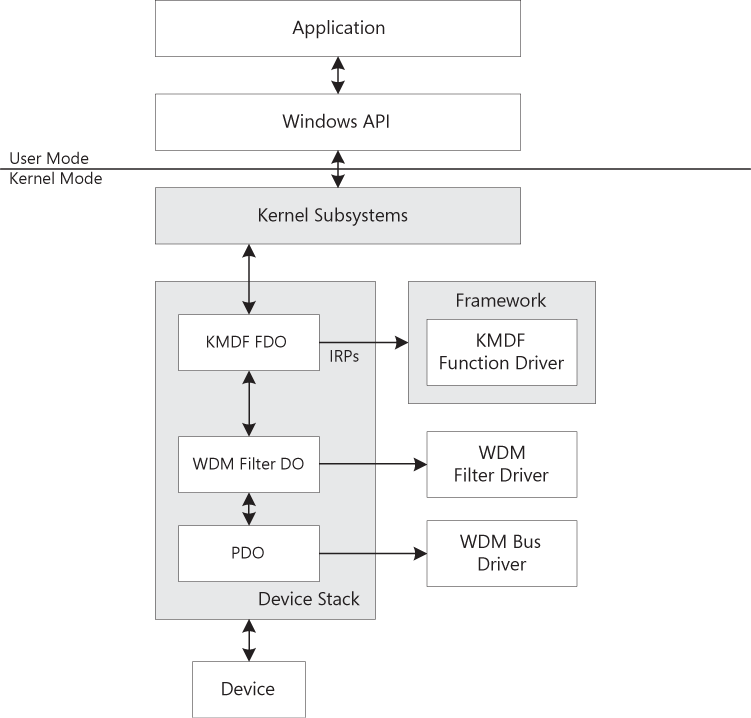 Application
Windows API
User Mode
Kernel Mode
Kernel Subsystems
Framework
KMDF FDO
IRPs
KMDF
Function Driver
WDM Filter DO
WDM
Filter Driver
PDO
WDM Bus
Driver
Device Stack
Device